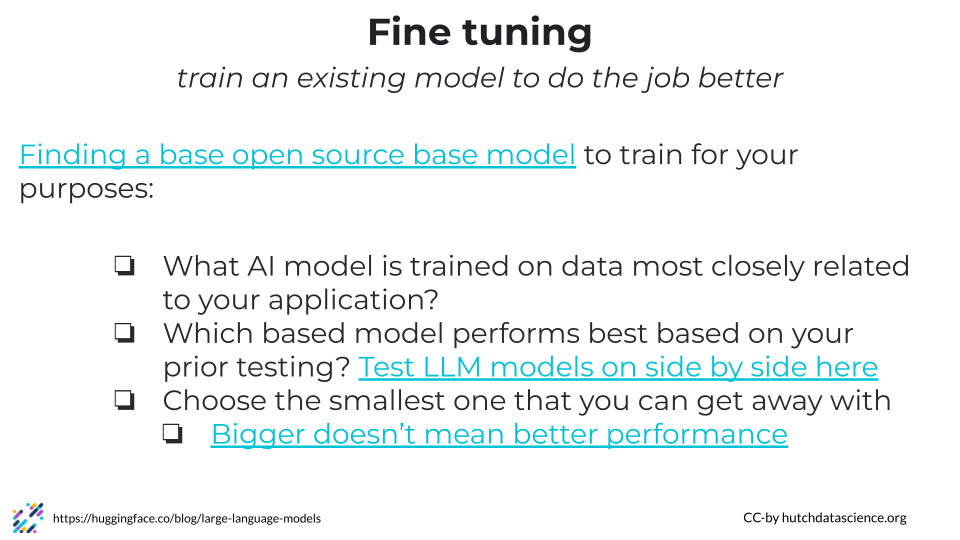 Fine tuning
train an existing model to do the job better
Finding a base open source base model to train for your
purposes:
❏ What AI model is trained on data most closely related
to your application?
❏ Which based model performs best based on your
prior testing? Test LLM models on side by side here
❏ Choose the smallest one that you can get away with
❏ Bigger doesn’t mean better performance
https://huggingface.co/blog/large-language-models
CC-by hutchdatascience.org